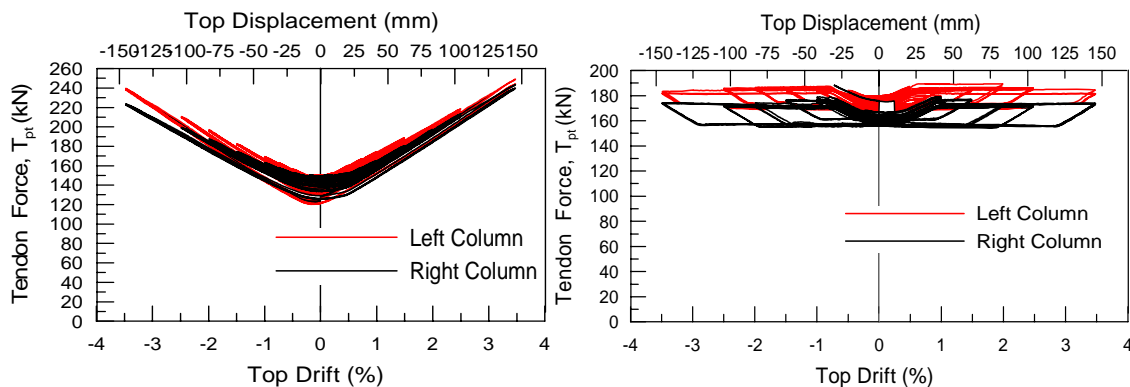 Top Displacement (mm)
-150 -125 -100 -75 -50 -25 0 25 50 75 100 125 150
260
240
220
200
180
160
140
120
100
80
60
40
20
0
Tendon Force, Tpt (kN)
Left Column
Right Column
-4 -3 -2 -1 0 1 2 3 4
Top Drift (%)
Top Displacement (mm)
-150 -125 -100 -75 -50 -25 0 25 50 75 100 125 150
200
180
160
140
120
100
80
60
40
20
0
Tendon Force, Tpt (kN)
Left Column
Right Column
-4 -3 -2 -1 0 1 2 3 4
Top Drift (%)